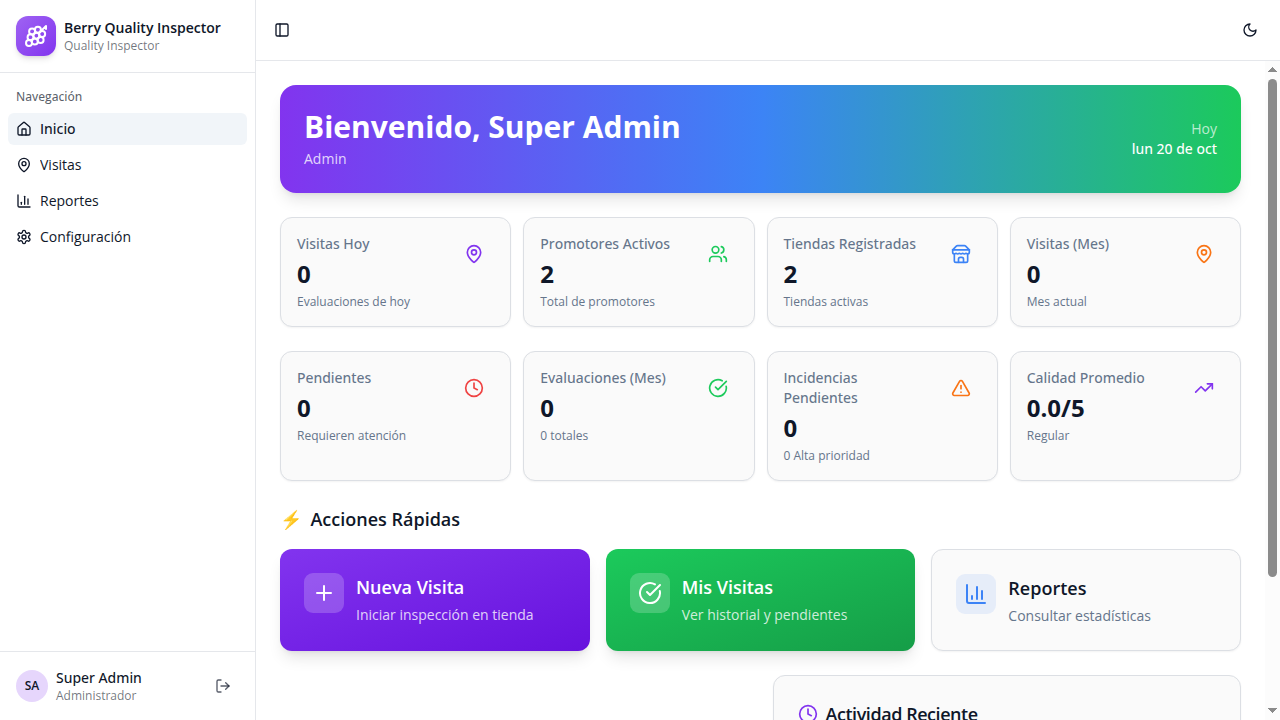 Berry Quality Inspector
Quality Inspector
Navegación
Inicio
Visitas
Reportes
Configuración
Super Admin
SA
Administrador
Bienvenido, Super Admin
Admin
Hoy
lun 20 de oct
Visitas Hoy
0
Evaluaciones de hoy
Promotores Activos
2
Total de promotores
Tiendas Registradas
2
Tiendas activas
Visitas (Mes)
0
Mes actual
Pendientes
0
Requieren atención
Evaluaciones (Mes)
0
0 totales
Incidencias
Pendientes
0
0 Alta prioridad
Calidad Promedio
0.0/5
Regular
⚡ Acciones Rápidas
Nueva Visita
Iniciar inspección en tienda
Mis Visitas
Ver historial y pendientes
Reportes
Consultar estadísticas
Actividad Reciente